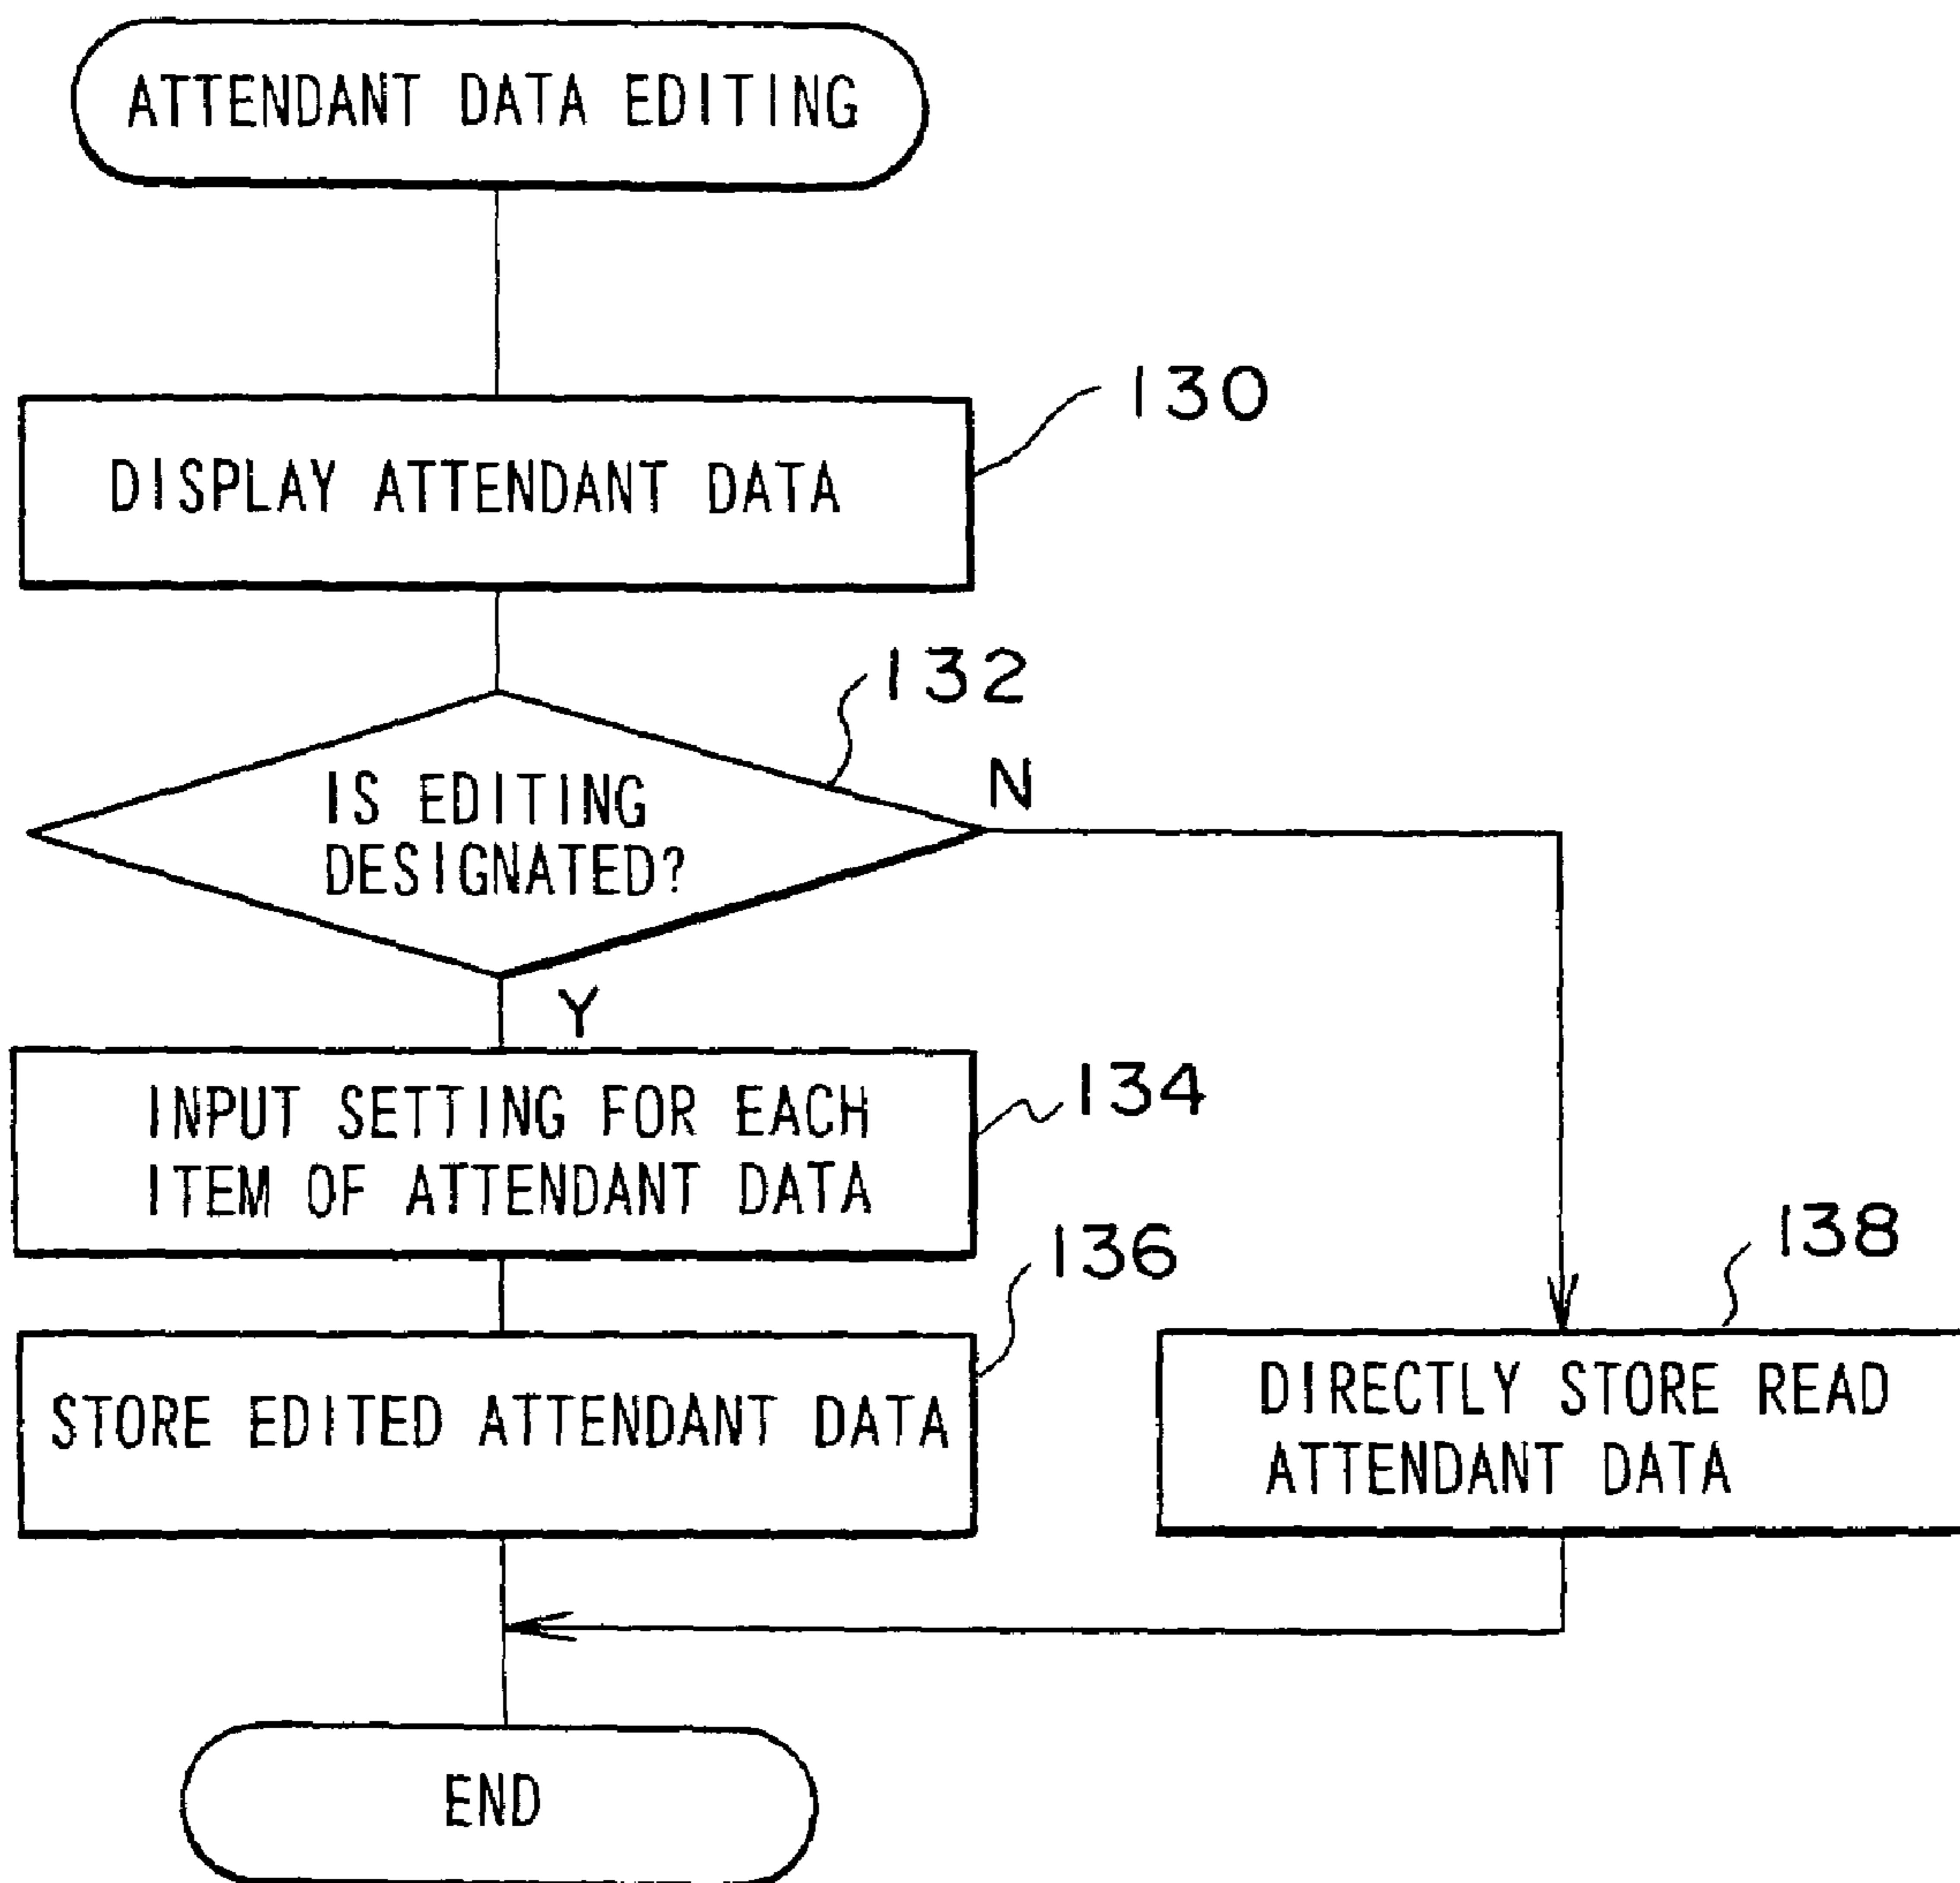 ATTENDANT DATA EDITING
130
DISPLAY ATTENDANT DATA
132
N
IS EDITING
DESIGNATED?
Y
INPUT SETTING FOR EACH
ITEM OF ATTENDANT DATA
134
136
138
STORE EDITED ATTENDANT DATA
DIRECTLY STORE READ
ATTENDANT DATA
END